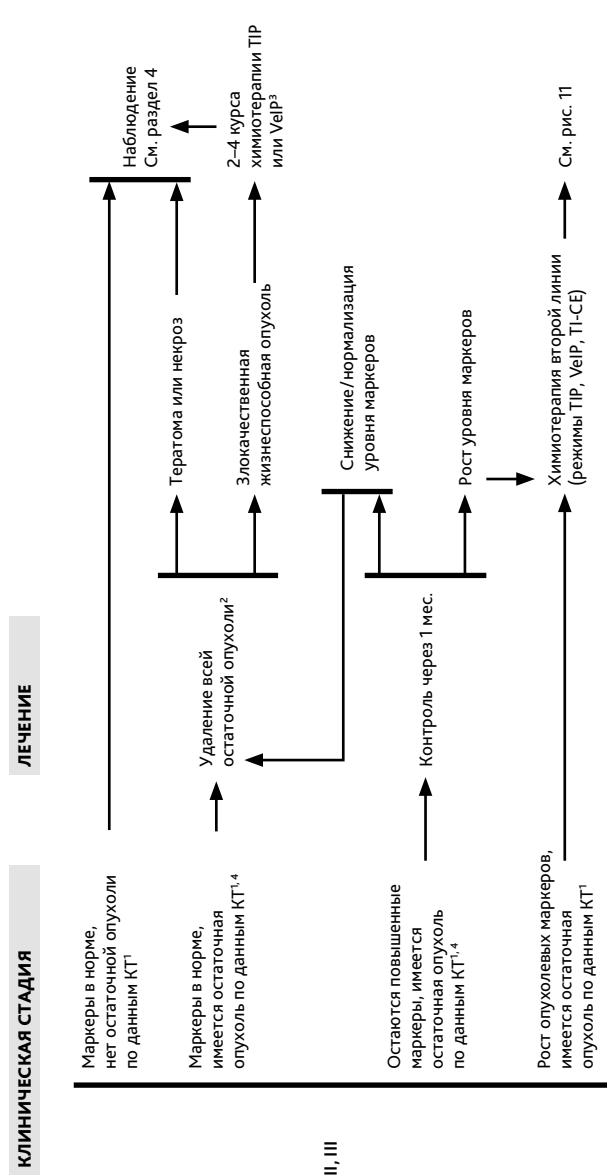 КЛИНИЧЕСКАЯ СТАДИЯ
ЛЕЧЕНИЕ
II, III
Маркеры в норме,
нет остаточной опухоли
по данным КТ¹
Наблюдение
См. раздел 4
Маркеры в норме,
имеется остаточная
опухоль по данным КТ¹,⁴
Удаление всей
остаточной опухоли²
Тератома или некроз
Злокачественная
жизнеспособная опухоль
2–4 курса
химиотерапии TIP
или VeIP³
Остаются повышенные
маркеры, имеется
остаточная опухоль
по данным КТ¹,⁴
Контроль через 1 мес.
Снижение/нормализация
уровня маркеров
Рост уровня маркеров
Рост опухолевых маркеров,
имеется остаточная
опухоль по данным КТ¹
Химиотерапия второй линии
(режимы TIP, VeIP, TI-CE)
См. рис. 11